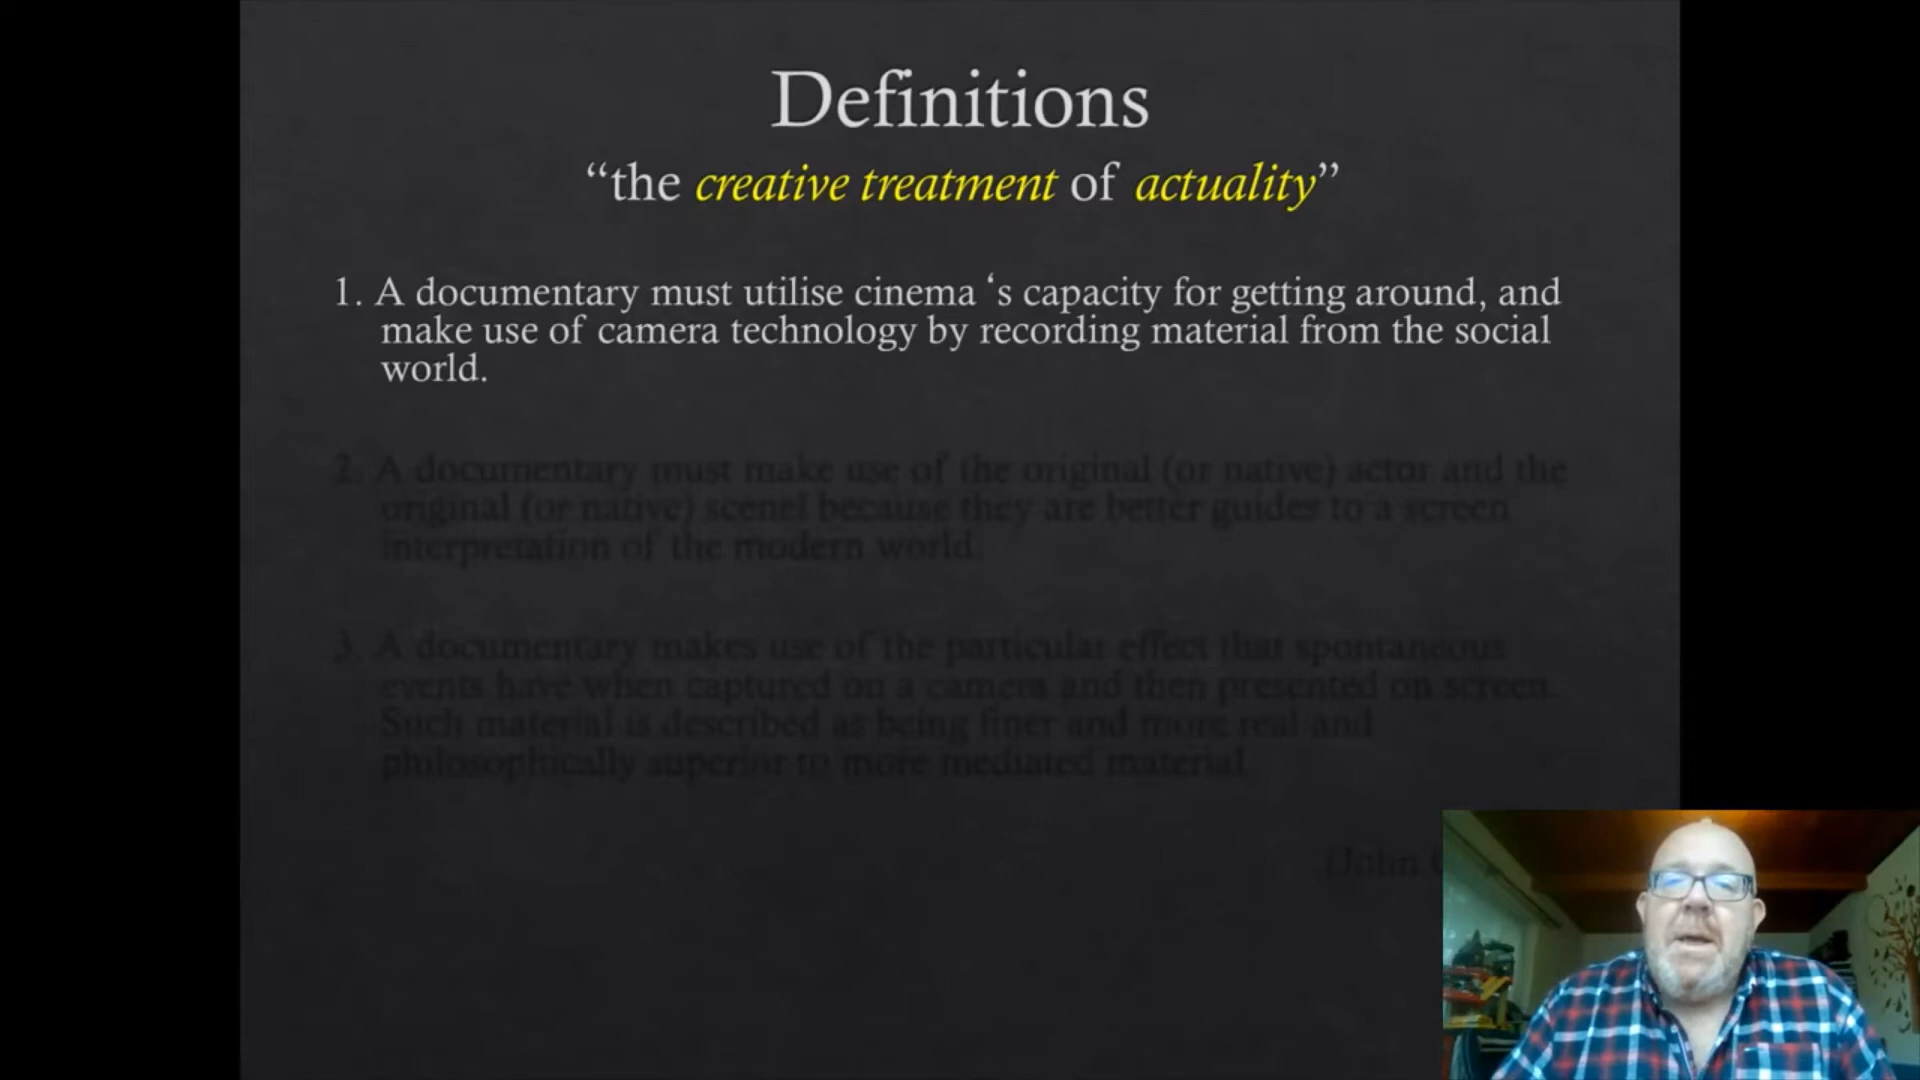 Definitions
“the creative treatment of actuality”
1. A documentary must utilise cinema ‘s capacity for getting around, and
make use of camera technology by recording material from the social
world.
2. A documentary must make use of the original (or native) actor and the
original (or native) scene because they are better guides to a screen
interpretation of the modern world.
3. A documentary makes use of the particular effect that spontaneous
events have when captured on a camera and then presented on screen.
Such material is described as being finer and more real and
philosophically superior to more mediated material
(John